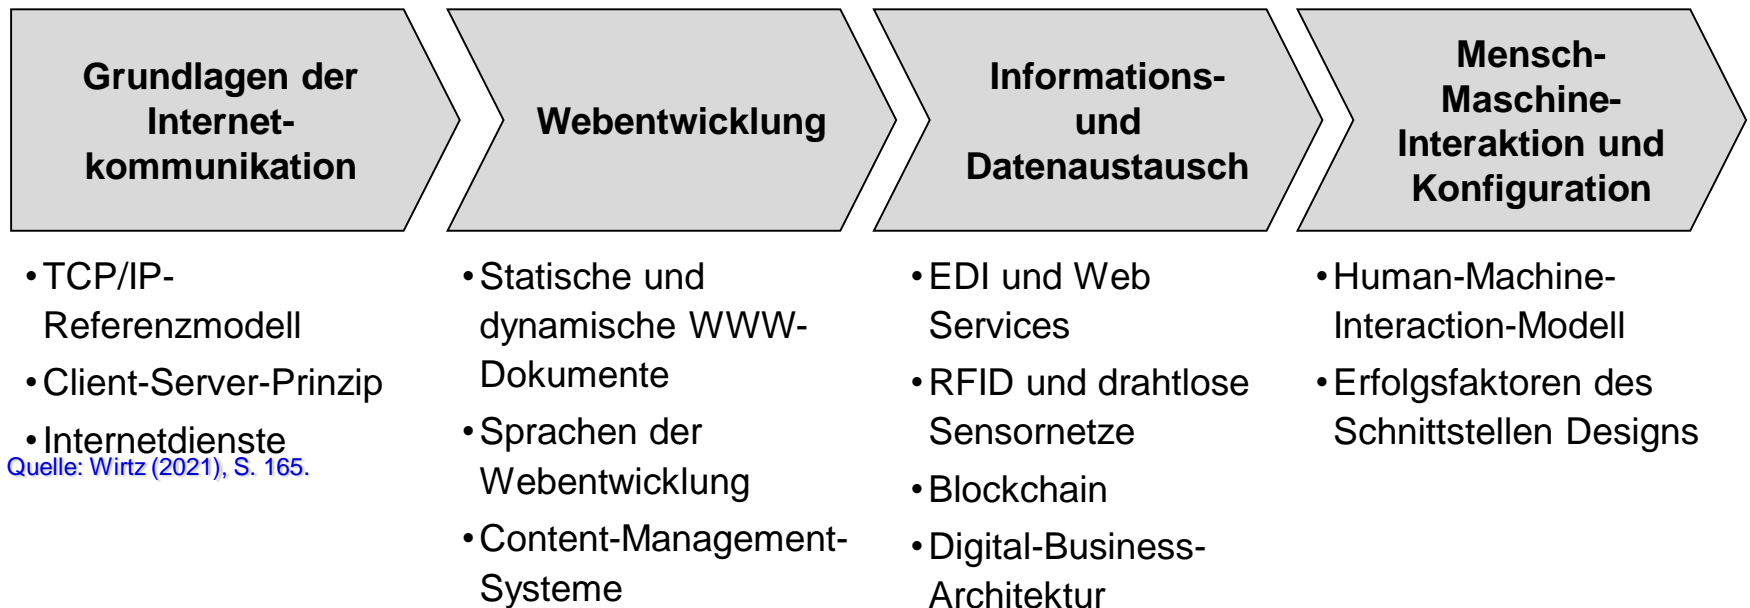 Grundlagen der
Internet-
kommunikation
• TCP/IP-
Referenzmodell
• Client-Server-Prinzip
• Internetdienste
Quelle: Wirtz (2021), S. 165.
Webentwicklung
• Statische und
dynamische WWW-
Dokumente
• Sprachen der
Webentwicklung
• Content-Management-
Systeme
Informations-
und
Datenaustausch
• EDI und Web
Services
• RFID und drahtlose
Sensornetze
• Blockchain
• Digital-Business-
Architektur
Mensch-
Maschine-
Interaktion und
Konfiguration
• Human-Machine-
Interaction-Modell
• Erfolgsfaktoren des
Schnittstellen Designs